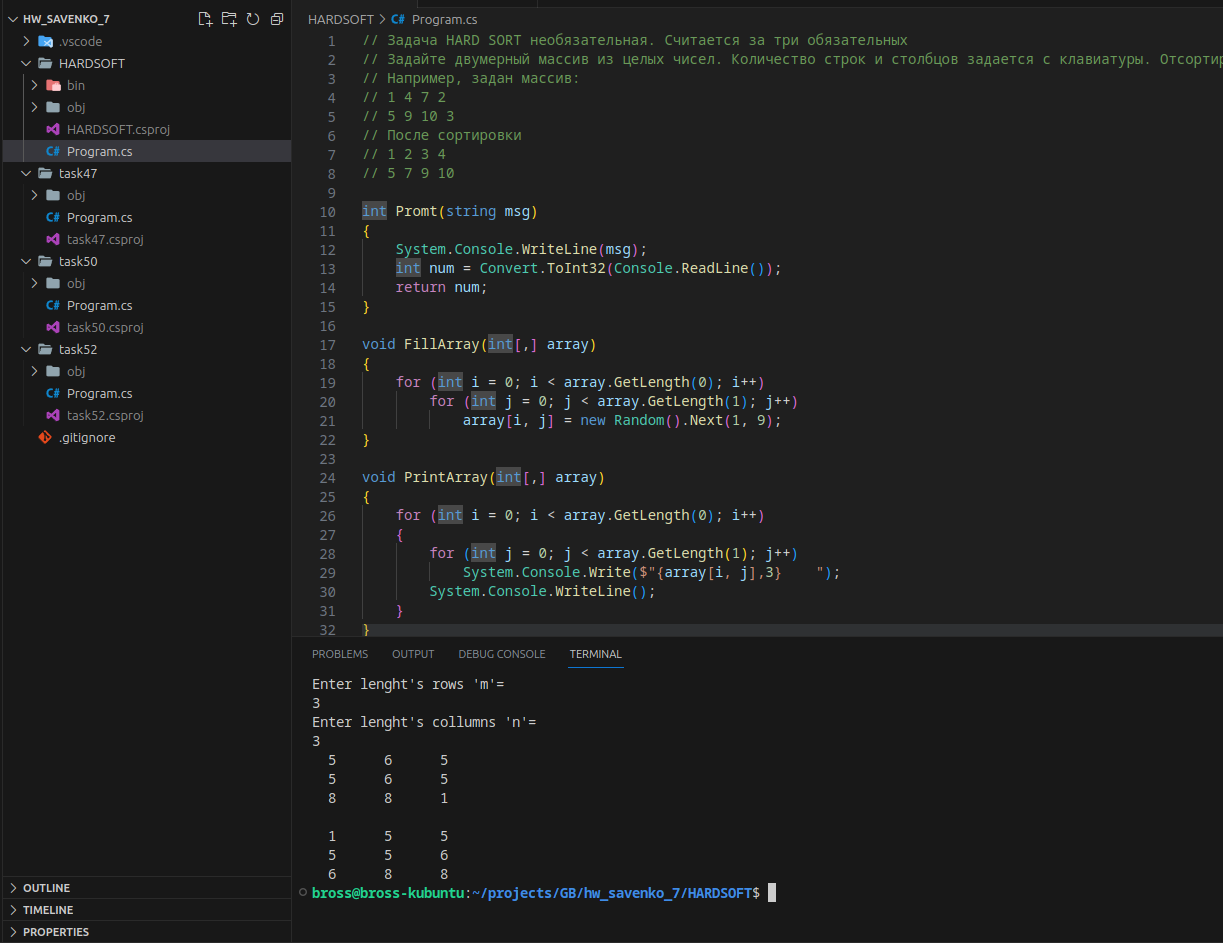 HW_SAVENKO_7
.vscode
HARDSOFT
bin
obj
HARDSOFT.csproj
C# Program.cs
task47
obj
C# Program.cs
task47.csproj
task50
obj
C# Program.cs
task50.csproj
task52
obj
C# Program.cs
task52.csproj
.gitignore
OUTLINE
TIMELINE
PROPERTIES
HARDSOFT > C# Program.cs
1 // Задача HARD SORT необязательная. Считается за три обязательных
2 // Задайте двумерный массив из целых чисел. Количество строк и столбцов задается с клавиатуры. Отсортир
3 // Например, задан массив:
4 // 1 4 7 2
5 // 5 9 10 3
6 // После сортировки
7 // 1 2 3 4
8 // 5 7 9 10
9
10 int Promt(string msg)
11 {
12     System.Console.WriteLine(msg);
13     int num = Convert.ToInt32(Console.ReadLine());
14     return num;
15 }
16
17 void FillArray(int[,] array)
18 {
19     for (int i = 0; i < array.GetLength(0); i++)
20         for (int j = 0; j < array.GetLength(1); j++)
21             array[i, j] = new Random().Next(1, 9);
22 }
23
24 void PrintArray(int[,] array)
25 {
26     for (int i = 0; i < array.GetLength(0); i++)
27     {
28         for (int j = 0; j < array.GetLength(1); j++)
29             System.Console.Write($"{array[i, j],3}    ");
30         System.Console.WriteLine();
31     }
32 }
PROBLEMS OUTPUT DEBUG CONSOLE TERMINAL
Enter lenght's rows 'm'=
3
Enter lenght's collumns 'n'=
3
5 6 5
5 6 5
8 8 1
1 5 5
5 5 6
6 8 8
bross@bross-kubuntu:~/projects/GB/hw_savenko_7/HARDSOFT$